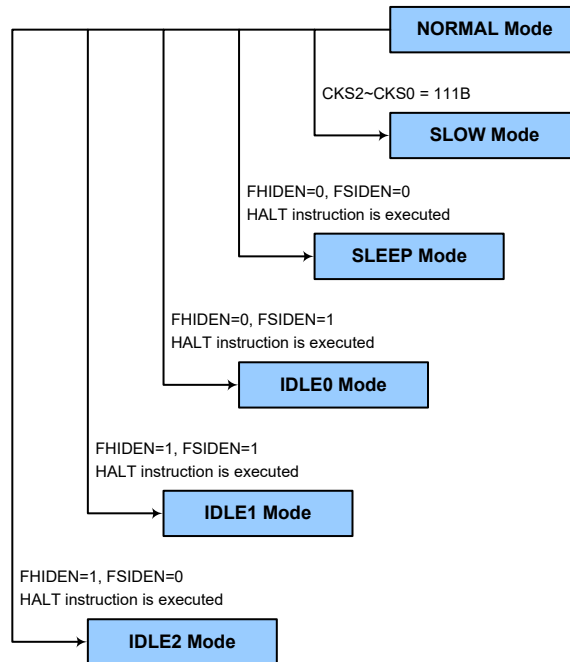 NORMAL Mode
CKS2~CKS0 = 111B
SLOW Mode
FHIDEN=0, FSIDEN=0
HALT instruction is executed
SLEEP Mode
FHIDEN=0, FSIDEN=1
HALT instruction is executed
IDLE0 Mode
FHIDEN=1, FSIDEN=1
HALT instruction is executed
IDLE1 Mode
FHIDEN=1, FSIDEN=0
HALT instruction is executed
IDLE2 Mode